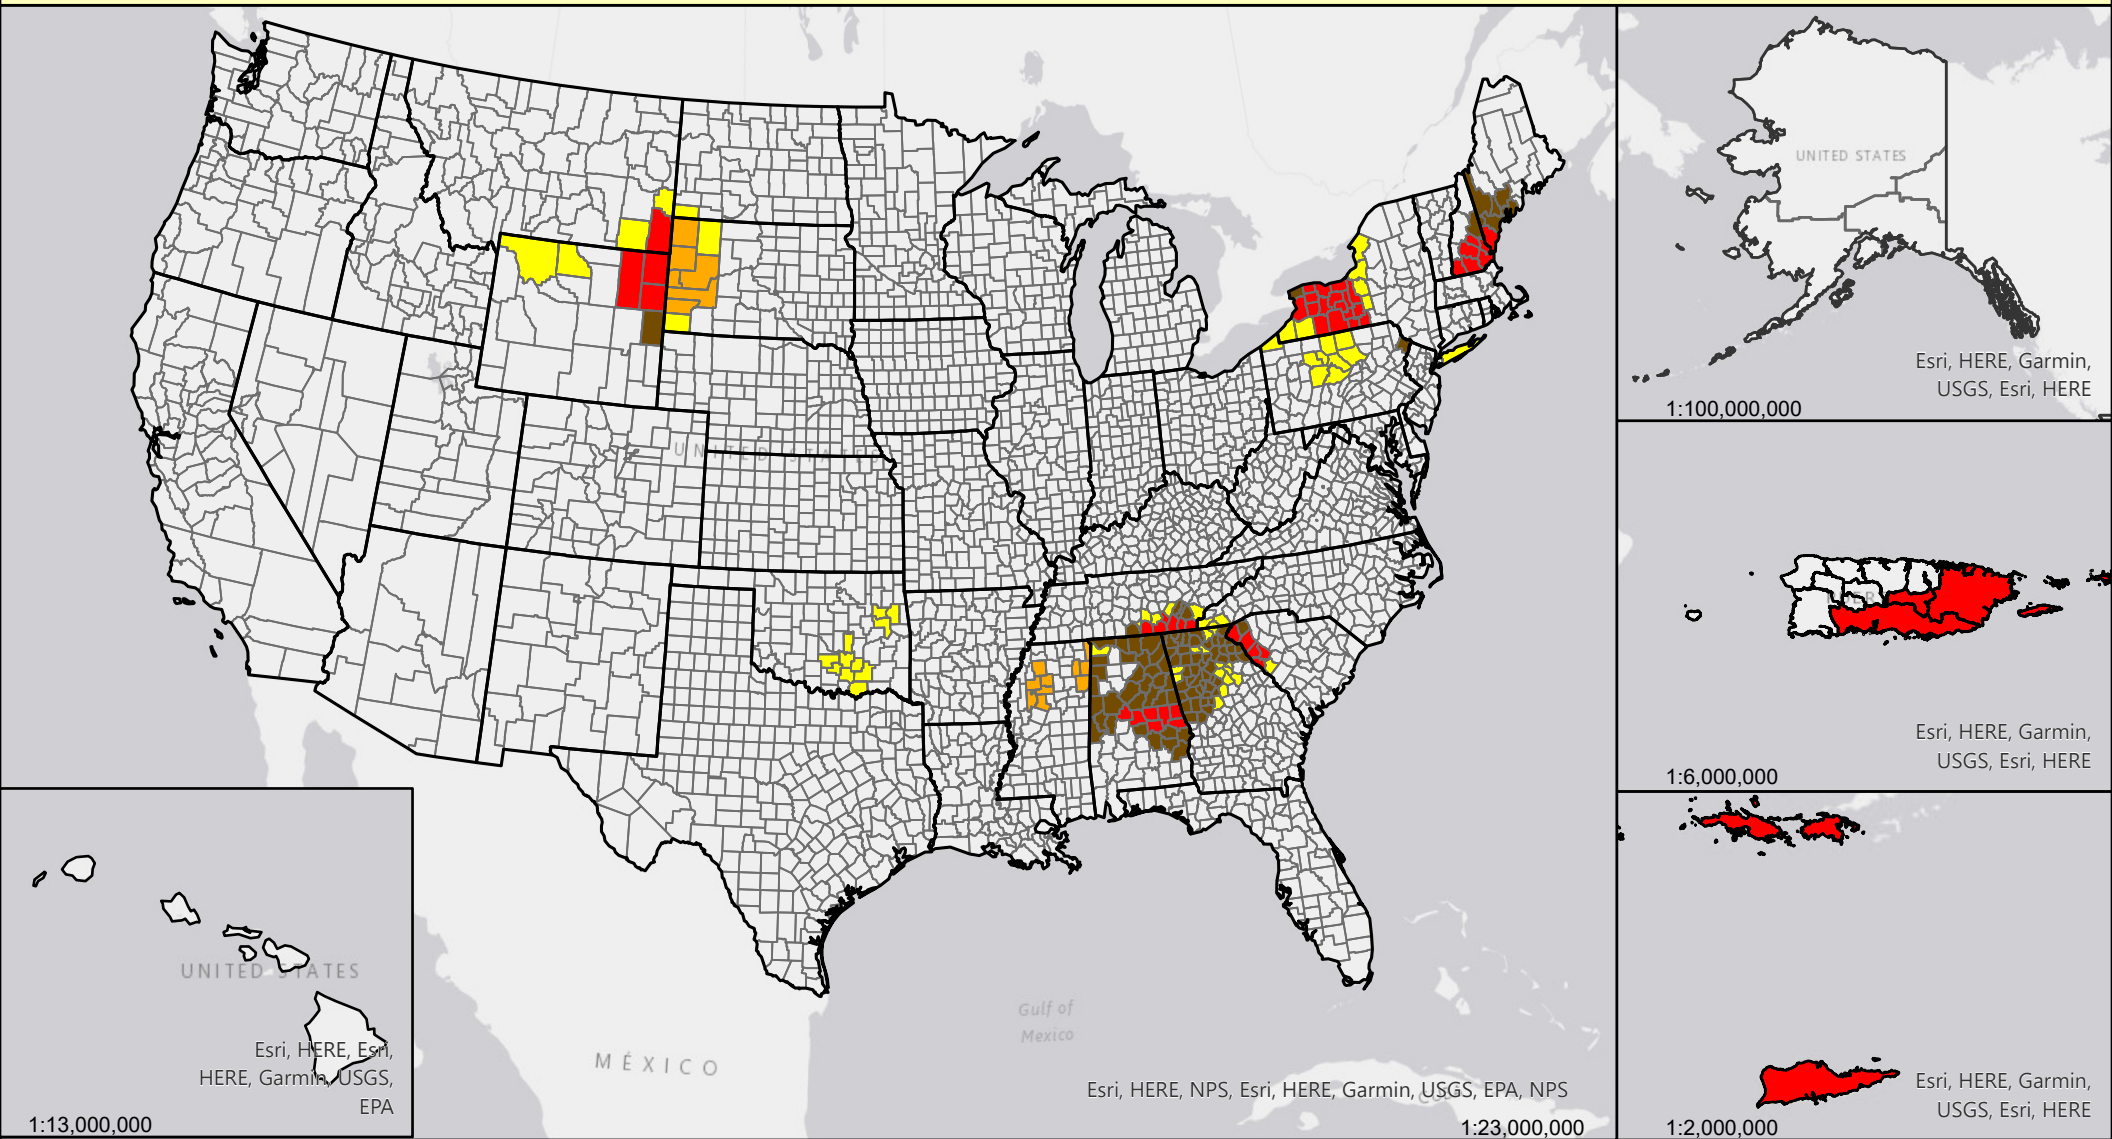 UNITED STATES
Esri, HERE, Garmin,
USGS, Esri, HERE
1:100,000,000
UNITED STATES
Esri, HERE, Garmin,
USGS, Esri, HERE
1:6,000,000
UNITED STATES
Esri, HERE, Esri,
HERE, Garmin, USGS,
EPA
1:13,000,000
Gulf of
Mexico
MÉXICO
Esri, HERE, NPS, Esri, HERE, Garmin, USGS, EPA, NPS
1:23,000,000
Esri, HERE, Garmin,
USGS, Esri, HERE
1:2,000,000